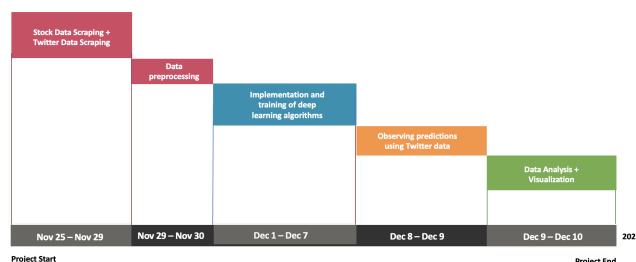 Stock Data Scraping +
Twitter Data Scraping
Data
preprocessing
Implementation and
training of deep
learning algorithms
Observing predictions
using Twitter data
Data Analysis +
Visualization
Nov 25 – Nov 29
Nov 29 – Nov 30
Dec 1 – Dec 7
Dec 8 – Dec 9
Dec 9 – Dec 10
202
Project Start
Project End